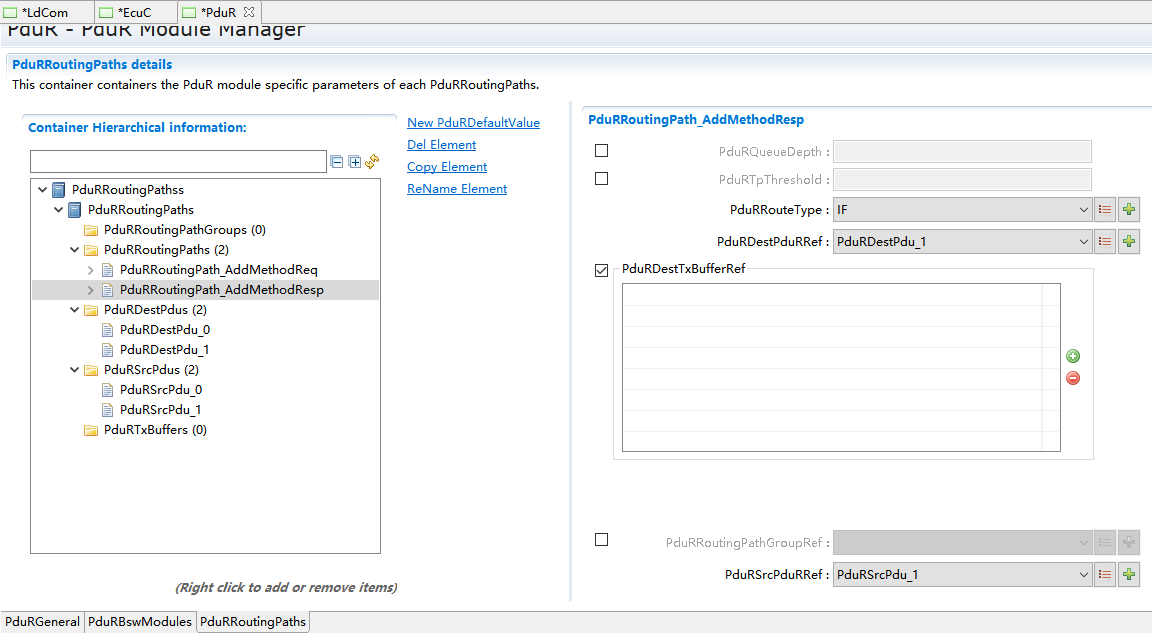 *LdCom
*EcuC
*PduR
PduR - PduR Module Manager
PduRRoutingPaths details
This container containers the PduR module specific parameters of each PduRRoutingPaths.
Container Hierarchical information:
PduRRoutingPathss
PduRRoutingPaths
PduRRoutingPathGroups (0)
PduRRoutingPaths (2)
PduRRoutingPath_AddMethodReq
PduRRoutingPath_AddMethodResp
PduRDestPdus (2)
PduRDestPdu_0
PduRDestPdu_1
PduRSrcPdus (2)
PduRSrcPdu_0
PduRSrcPdu_1
PduRTxBuffers (0)
(Right click to add or remove items)
New PduRDefaultValue
Del Element
Copy Element
ReName Element
PduRRoutingPath_AddMethodResp
PduRQueueDepth :
PduRTpThreshold :
PduRRouteType : IF
PduRDestPduRRef : PduRDestPdu_1
PduRDestTxBufferRef
PduRRoutingPathGroupRef :
PduRSrcPduRRef : PduRSrcPdu_1
PduRGeneral PduRBswModules PduRRoutingPaths